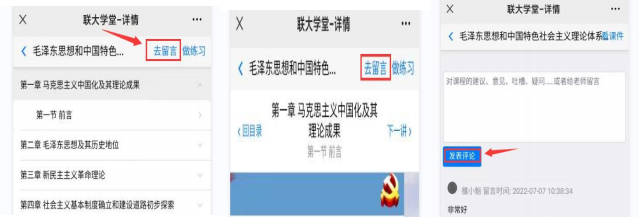 × 联大学堂-详情 ...
< 毛泽东思想和中国特色... 去留言 做练习
第一章 马克思主义中国化及其理论成果
第一节 前言
第二章 毛泽东思想及其历史地位
第三章 新民主主义革命理论
第四章 社会主义基本制度确立和建设道路初步探索
× 联大学堂-详情 ...
< 毛泽东思想和中国特色... 去留言 做练习
第一章 马克思主义中国化及其
<回目录 理论成果 下一讲>
第一节 前言
× 联大学堂-详情 ...
< 毛泽东思想和中国特色社会主义理论体系 看课件
对课程的建议、意见、吐槽、疑问....或者给老师留言
发表评论
留言时间: 2022-07-07 10:38:34
非常好